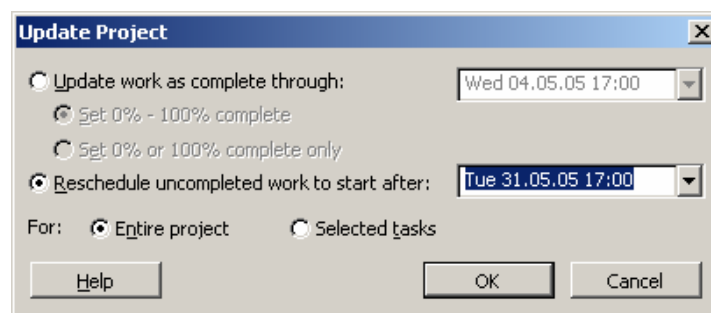 Update Project
Update work as complete through: Wed 04.05.05 17:00
Set 0% - 100% complete
Set 0% or 100% complete only
Reschedule uncompleted work to start after: Tue 31.05.05 17:00
For: Entire project Selected tasks
Help OK Cancel